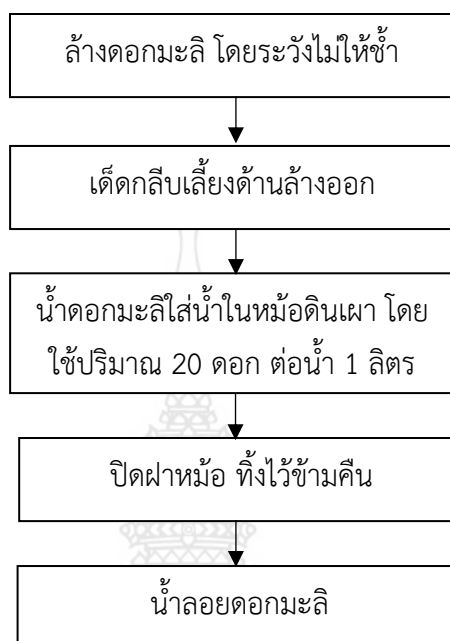 ล้างดอกมะลิ โดยระวังไม่ให้ช้ำ
เด็ดกลีบเลี้ยงด้านล้างออก
น้ำดอกมะลิใส่น้ำในหม้อดินเผา โดย
ใช้ปริมาณ 20 ดอก ต่อน้ำ 1 ลิตร
ปิดฝาหม้อ ทิ้งไว้ข้ามคืน
น้ำลอยดอกมะลิ